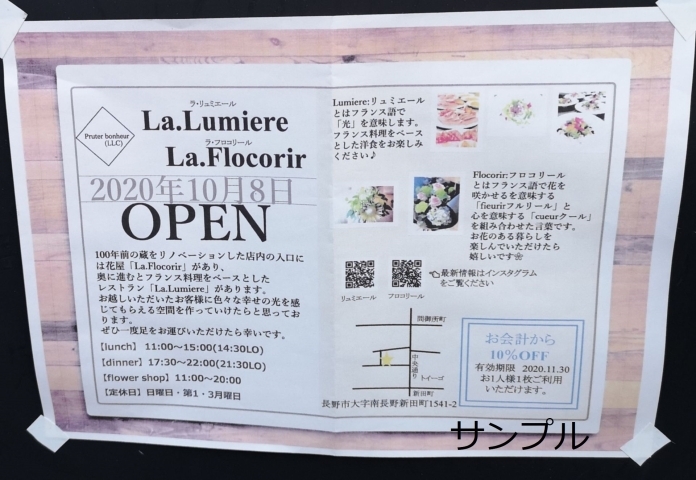 Pruter bonheur
(LLC)
ラ・リュミエール
La.Lumiere
ラ・フロコリール
La.Flocorir
2020年10月8日
OPEN
100年前の蔵をリノベーションした店内の入口に
は花屋「La.Flocorir」があり、
奥に進むとフランス料理をベースとした
レストラン「La.Lumiere」があります。
お越しいただいたお客様に色々な幸せの光を感
じてもらえる空間を作っていけたらと思ってお
ります。
ぜひ一度足をお運びいただけたら幸いです。
【lunch】 11:00~15:00(14:30LO)
【dinner】17:30~22:00(21:30LO)
【flower shop】11:00~20:00
【定休日】日曜日・第1・3月曜日
Lumiere:リュミエール
とはフランス語で
「光」を意味します。
フランス料理をベース
とした洋食をお楽しみ
ください♪
Flocorir:フロコリール
とはフランス語で花を
咲かせるを意味する
「fieurirフルリール」と
心を意味する「cueurクール」
を組み合わせた言葉です。
お花のある暮らしを
楽しんでいただけたら
嬉しいです
リュミエール
フロコリール
最新情報はインスタグラム
をご覧ください
問御所町
中央通り
トイーゴ
新田町
長野市大字南長野新田町1541-2
お会計から
10%OFF
有効期限 2020.11.30
お1人様1枚ご利用
いただけます。
サンプル